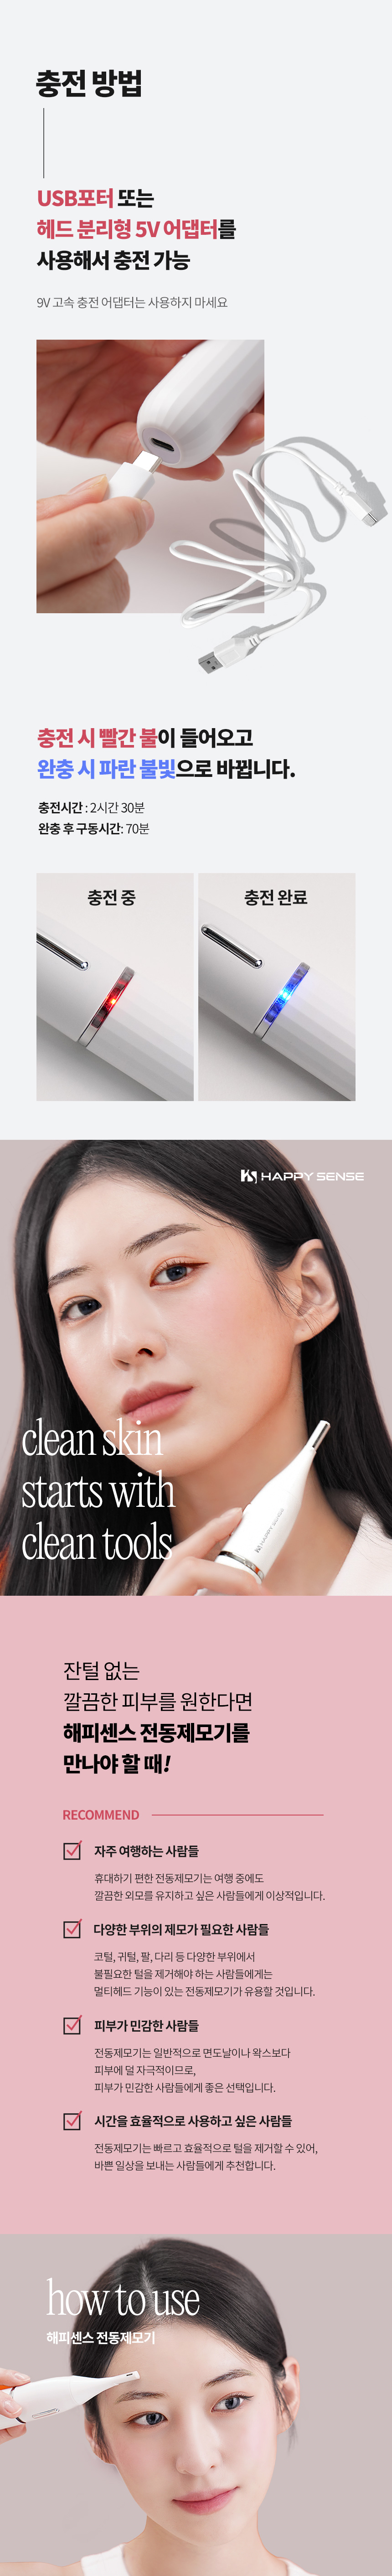 충전 방법
USB포터 또는
헤드 분리형 5V 어댑터를
사용해서 충전 가능
9V 고속 충전 어댑터는 사용하지 마세요
충전 시 빨간 불이 들어오고
완충 시 파란 불빛으로 바뀝니다.
충전시간 : 2시간 30분
완충 후 구동시간: 70분
충전 중
충전 완료
HAPPY SENSE
clean skin
starts with
clean tools
HAPPY SENSE
잔털 없는
깔끔한 피부를 원한다면
해피센스 전동제모기를
만나야 할 때!
RECOMMEND
자주 여행하는 사람들
휴대하기 편한 전동제모기는 여행 중에도
깔끔한 외모를 유지하고 싶은 사람들에게 이상적입니다.
다양한 부위의 제모가 필요한 사람들
코털, 귀털, 팔, 다리 등 다양한 부위에서
불필요한 털을 제거해야 하는 사람들에게는
멀티헤드 기능이 있는 전동제모기가 유용할 것입니다.
피부가 민감한 사람들
전동제모기는 일반적으로 면도날이나 왁스보다
피부에 덜 자극적이므로,
피부가 민감한 사람들에게 좋은 선택입니다.
시간을 효율적으로 사용하고 싶은 사람들
전동제모기는 빠르고 효율적으로 털을 제거할 수 있어,
바쁜 일상을 보내는 사람들에게 추천합니다.
how to use
해피센스 전동제모기